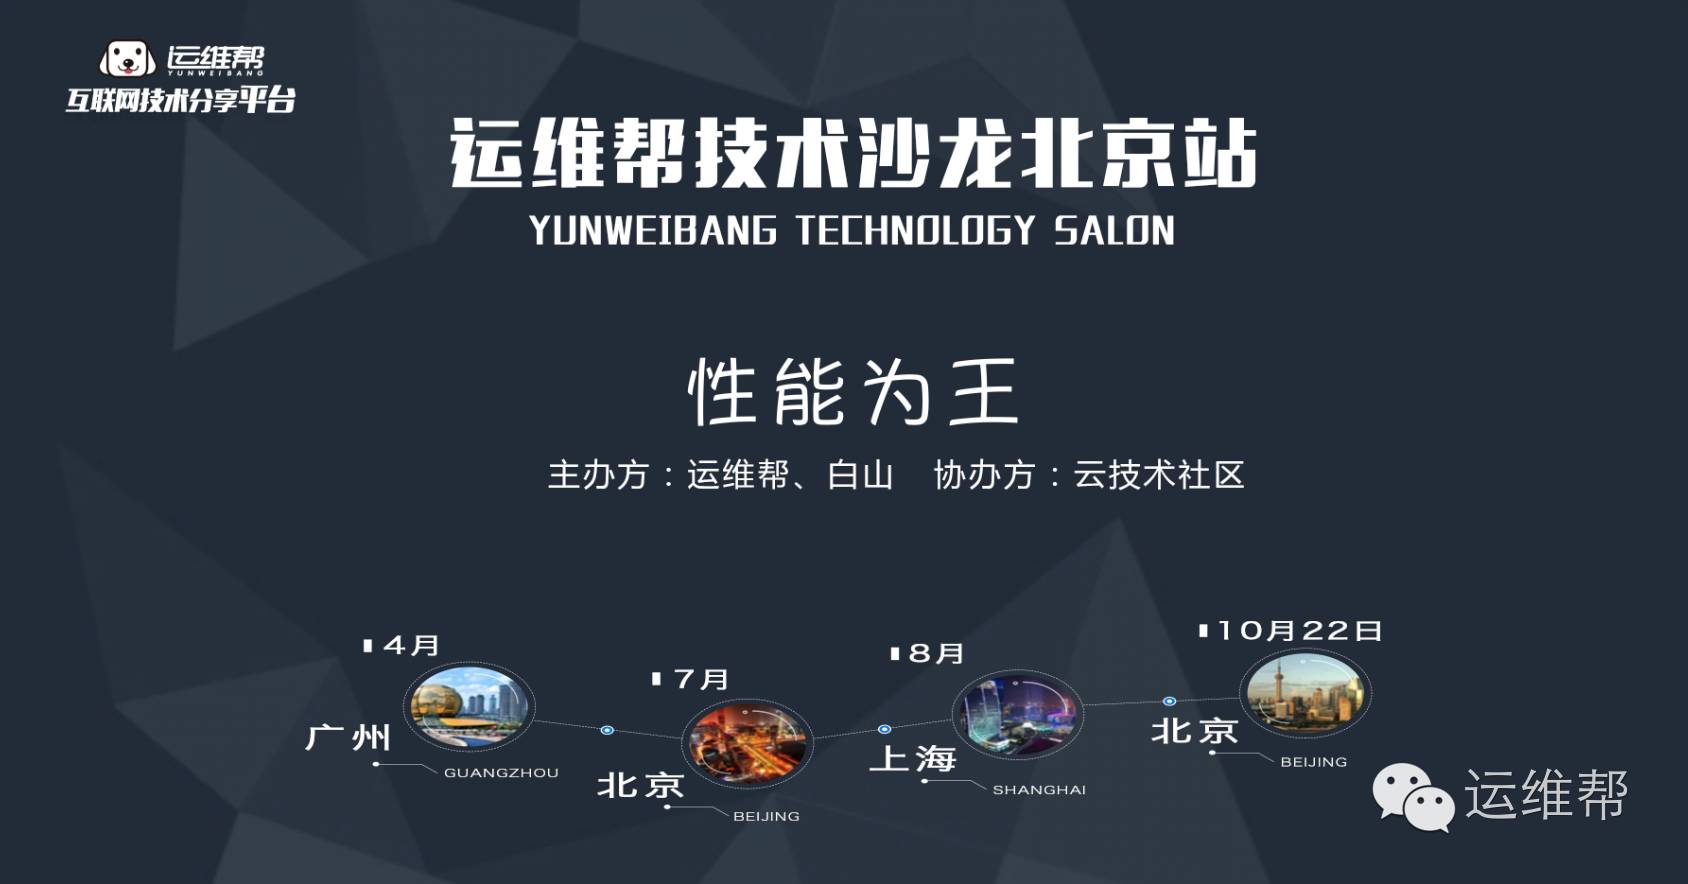 运维帮
YUNWEIBANG
互联网技术分享平台
运维帮技术沙龙北京站
YUNWEIBANG TECHNOLOGY SALON
性能为王
主办方：运维帮、白山 协办方：云技术社区
4月
广州
GUANGZHOU
7月
北京
BEIJING
8月
上海
SHANGHAI
10月22日
北京
BEIJING
运维帮